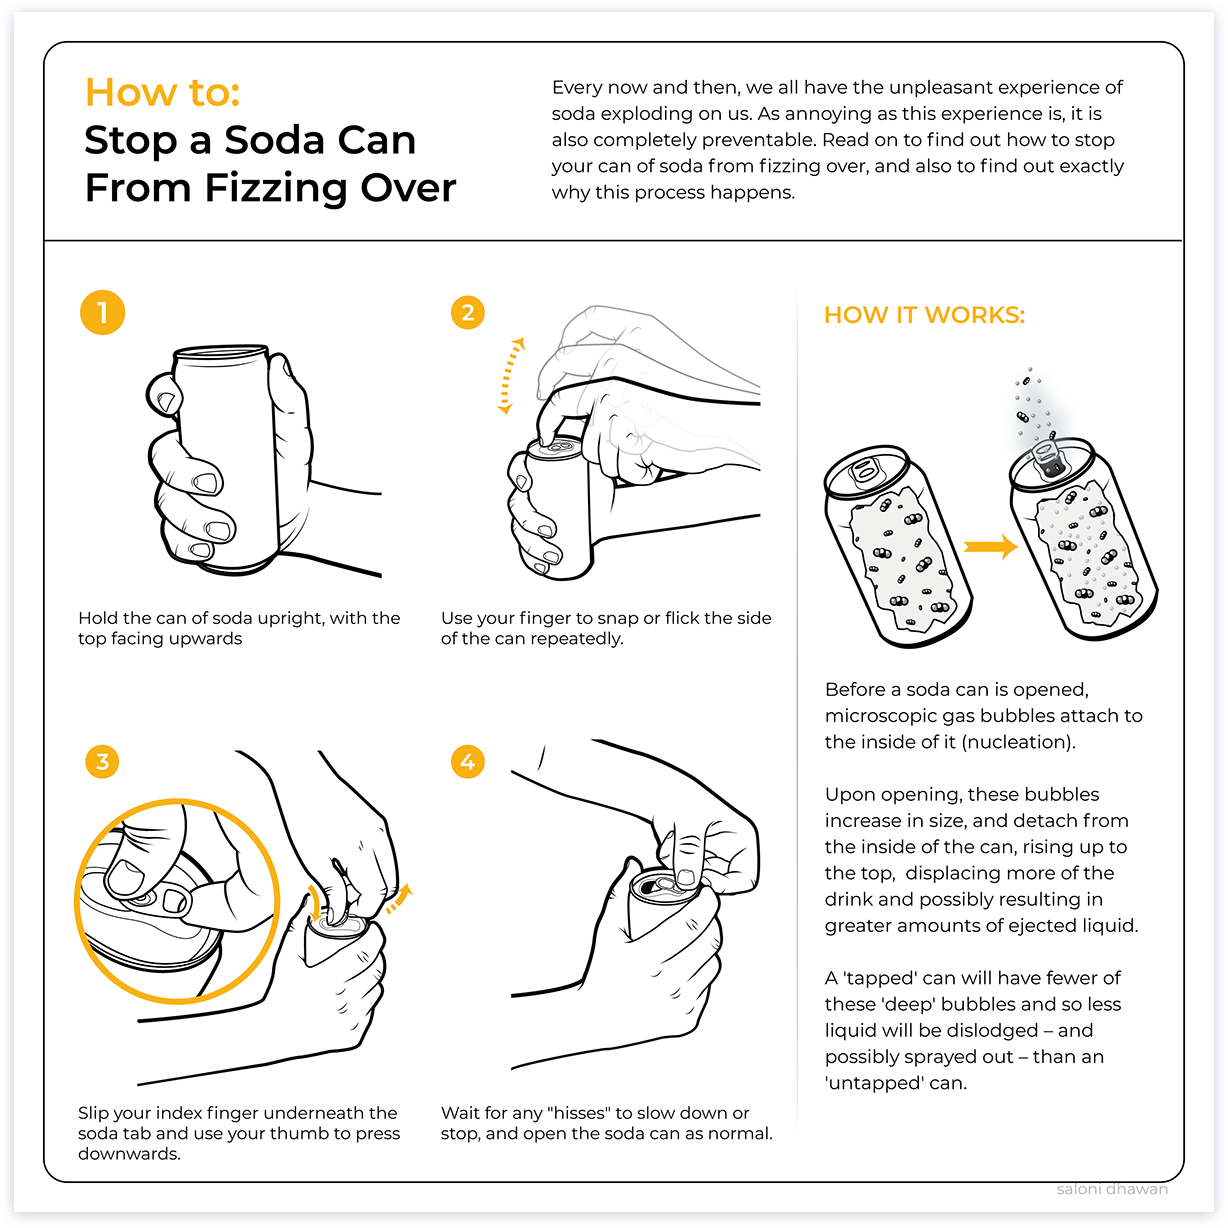 How to:
Stop a Soda Can
From Fizzing Over
Every now and then, we all have the unpleasant experience of
soda exploding on us. As annoying as this experience is, it is
also completely preventable. Read on to find out how to stop
your can of soda from fizzing over, and also to find out exactly
why this process happens.
1
Hold the can of soda upright, with the
top facing upwards
2
Use your finger to snap or flick the side
of the can repeatedly.
3
Slip your index finger underneath the
soda tab and use your thumb to press
downwards.
4
Wait for any "hisses" to slow down or
stop, and open the soda can as normal.
HOW IT WORKS:
Before a soda can is opened,
microscopic gas bubbles attach to
the inside of it (nucleation).
Upon opening, these bubbles
increase in size, and detach from
the inside of the can, rising up to
the top, displacing more of the
drink and possibly resulting in
greater amounts of ejected liquid.
A 'tapped' can will have fewer of
these 'deep' bubbles and so less
liquid will be dislodged – and
possibly sprayed out – than an
'untapped' can.
saloni dhawan